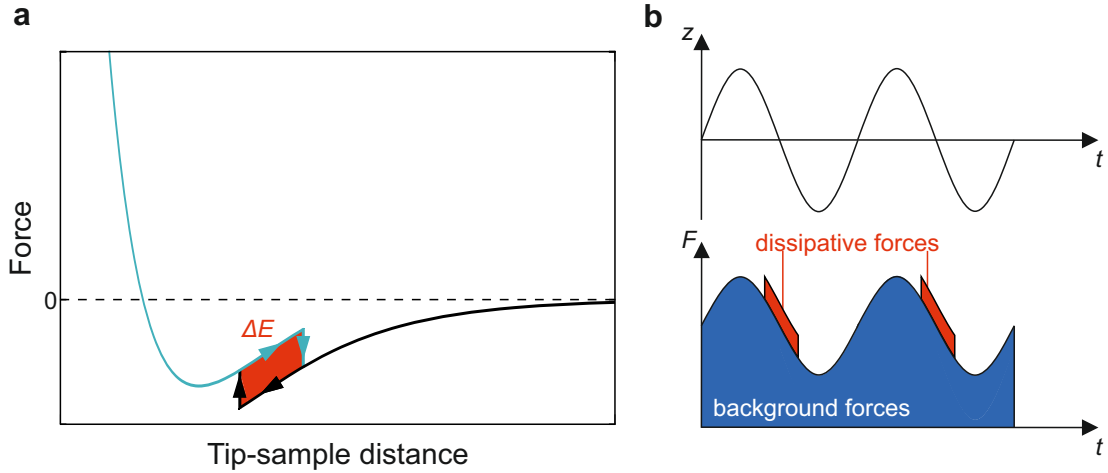 a
Force
0
ΔE
Tip-sample distance
b
z
t
F
dissipative forces
background forces
t